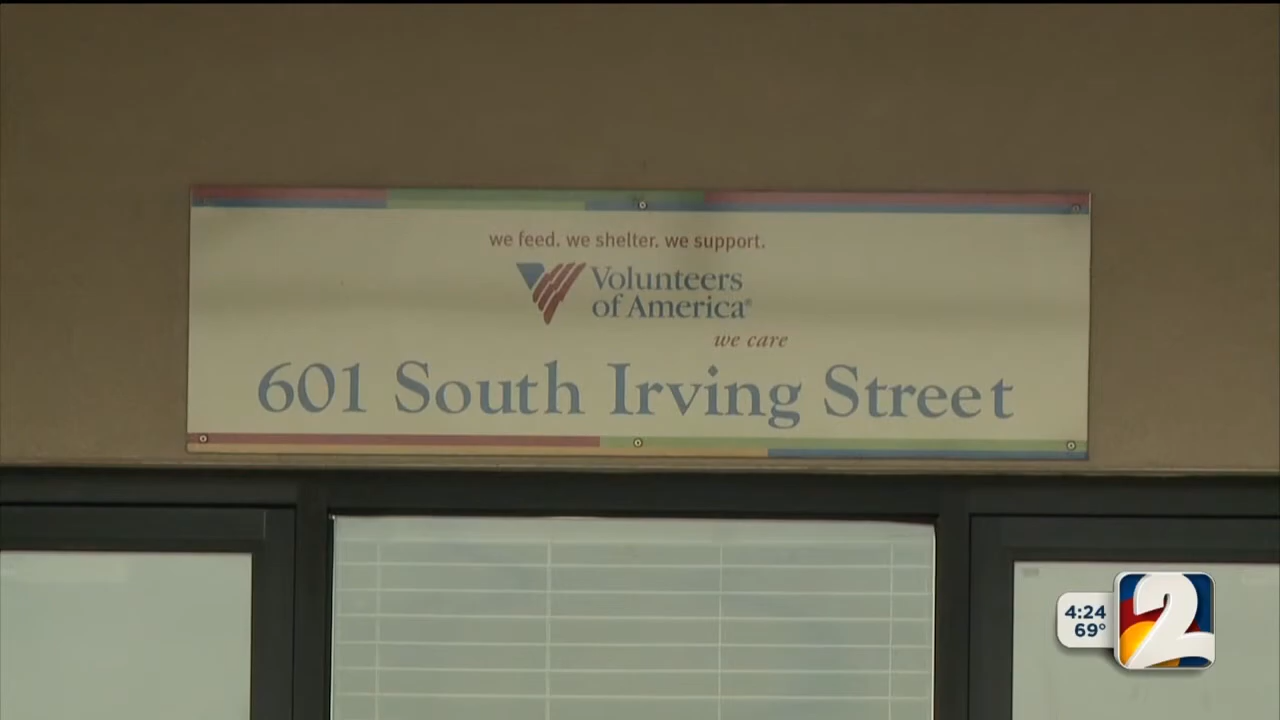 we feed. we shelter. we support.
Volunteers
of America®
we care
601 South Irving Street
4:24
69°
2